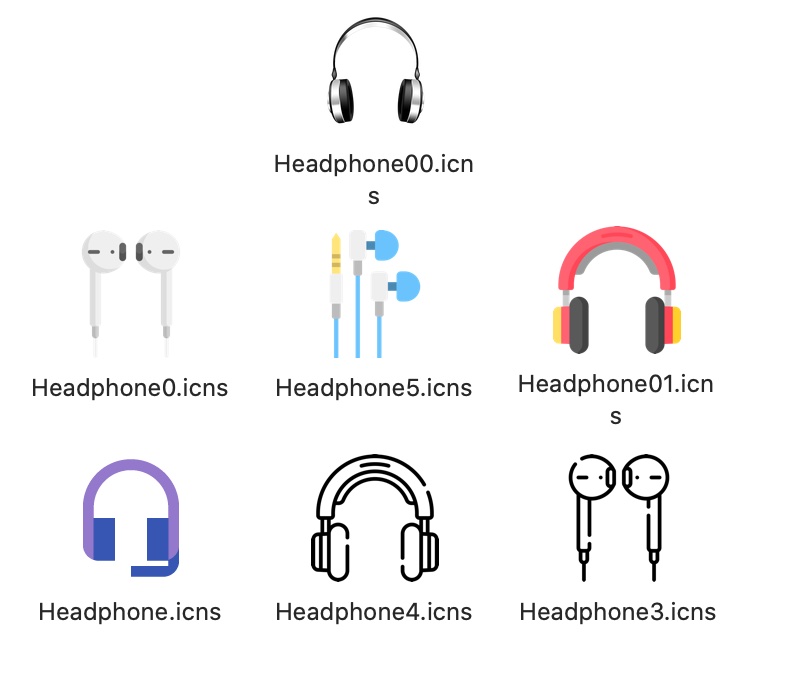 Headphone00.icn
s
Headphone0.icns
Headphone5.icns
Headphone01.icn
s
Headphone.icns
Headphone4.icns
Headphone3.icns